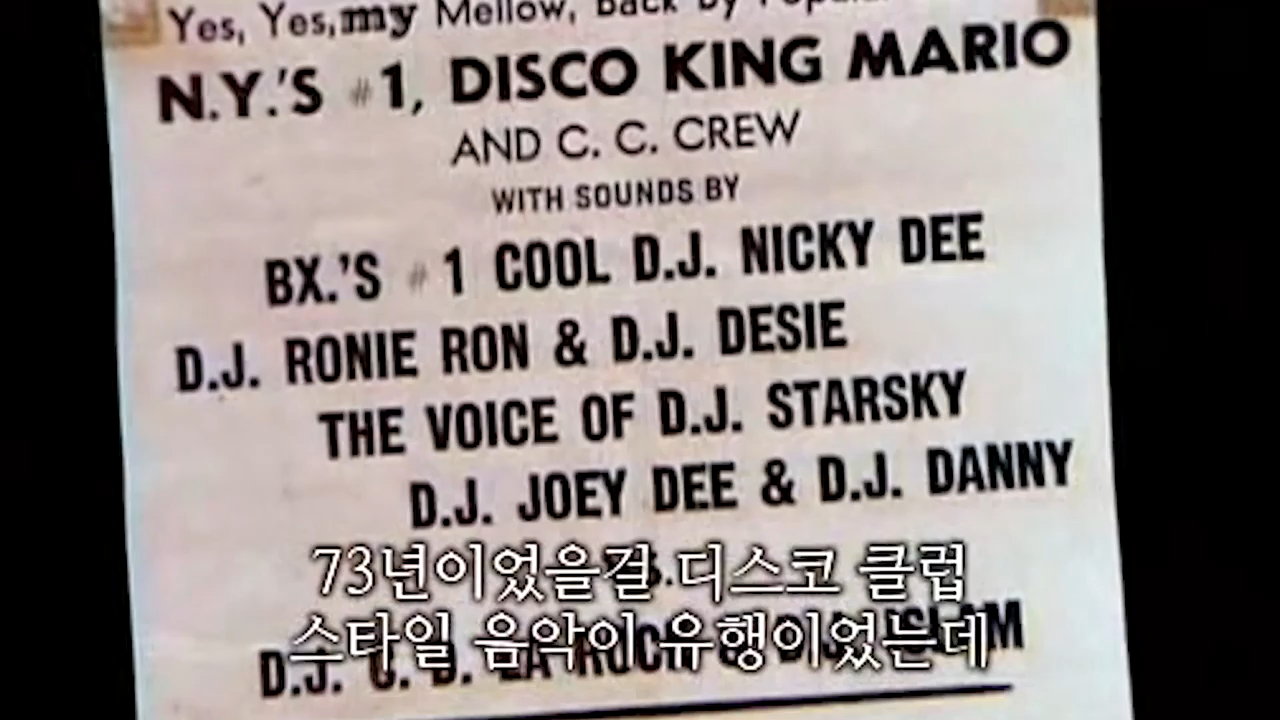 Yes, Yes, my Mellow, Back By
N.Y.'S #1, DISCO KING MARIO
AND C. C. CREW
WITH SOUNDS BY
BX.'S #1 COOL D.J. NICKY DEE
D.J. RONIE RON & D.J. DESIE
THE VOICE OF D.J. STARSKY
D.J. JOEY DEE & D.J. DANNY
73년이었을걸 디스코 클럽
스타일 음악이 유행이었는데
D.J.